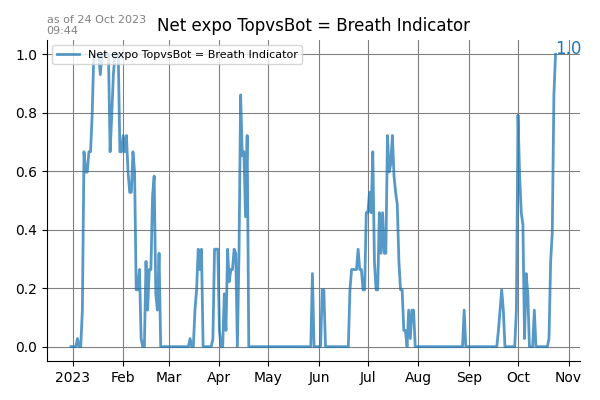 as of 24 Oct 2023
09:44
Net expo TopvsBot = Breath Indicator
1.0
Net expo TopvsBot = Breath Indicator
1.0
0.8
0.6
0.4
0.2
0.0
2023 Feb Mar Apr May Jun Jul Aug Sep Oct Nov